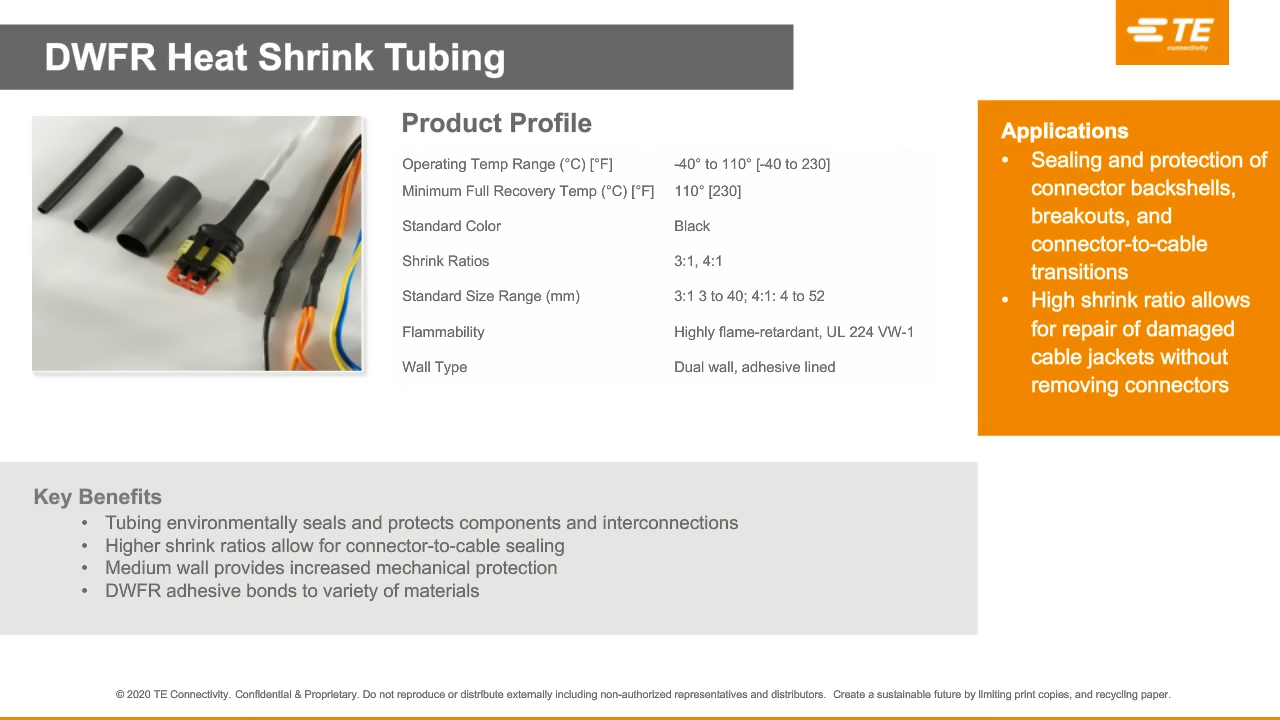 DWFR Heat Shrink Tubing
TE
connectivity
Product Profile
Operating Temp Range (°C) [°F] -40° to 110° [-40 to 230]
Minimum Full Recovery Temp (°C) [°F] 110° [230]
Standard Color Black
Shrink Ratios 3:1, 4:1
Standard Size Range (mm) 3:1 3 to 40; 4:1: 4 to 52
Flammability Highly flame-retardant, UL 224 VW-1
Wall Type Dual wall, adhesive lined
Applications
• Sealing and protection of
connector backshells,
breakouts, and
connector-to-cable
transitions
• High shrink ratio allows
for repair of damaged
cable jackets without
removing connectors
Key Benefits
• Tubing environmentally seals and protects components and interconnections
• Higher shrink ratios allow for connector-to-cable sealing
• Medium wall provides increased mechanical protection
• DWFR adhesive bonds to variety of materials
© 2020 TE Connectivity. Confidential & Proprietary. Do not reproduce or distribute externally including non-authorized representatives and distributors. Create a sustainable future by limiting print copies, and recycling paper.